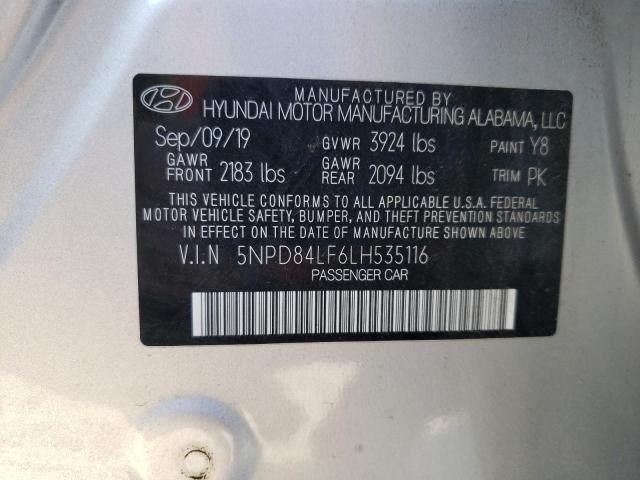 MANUFACTURED BY
HYUNDAI MOTOR MANUFACTURING ALABAMA, LLC
Sep/09/19 GVWR 3924 lbs PAINT Y8
GAWR FRONT 2183 lbs GAWR REAR 2094 lbs TRIM PK
THIS VEHICLE CONFORMS TO ALL APPLICABLE U.S.A. FEDERAL
MOTOR VEHICLE SAFETY, BUMPER, AND THEFT PREVENTION STANDARDS
IN EFFECT ON THE DATE OF MANUFACTURE SHOWN ABOVE.
V.I.N 5NPD84LF6LH535116
PASSENGER CAR